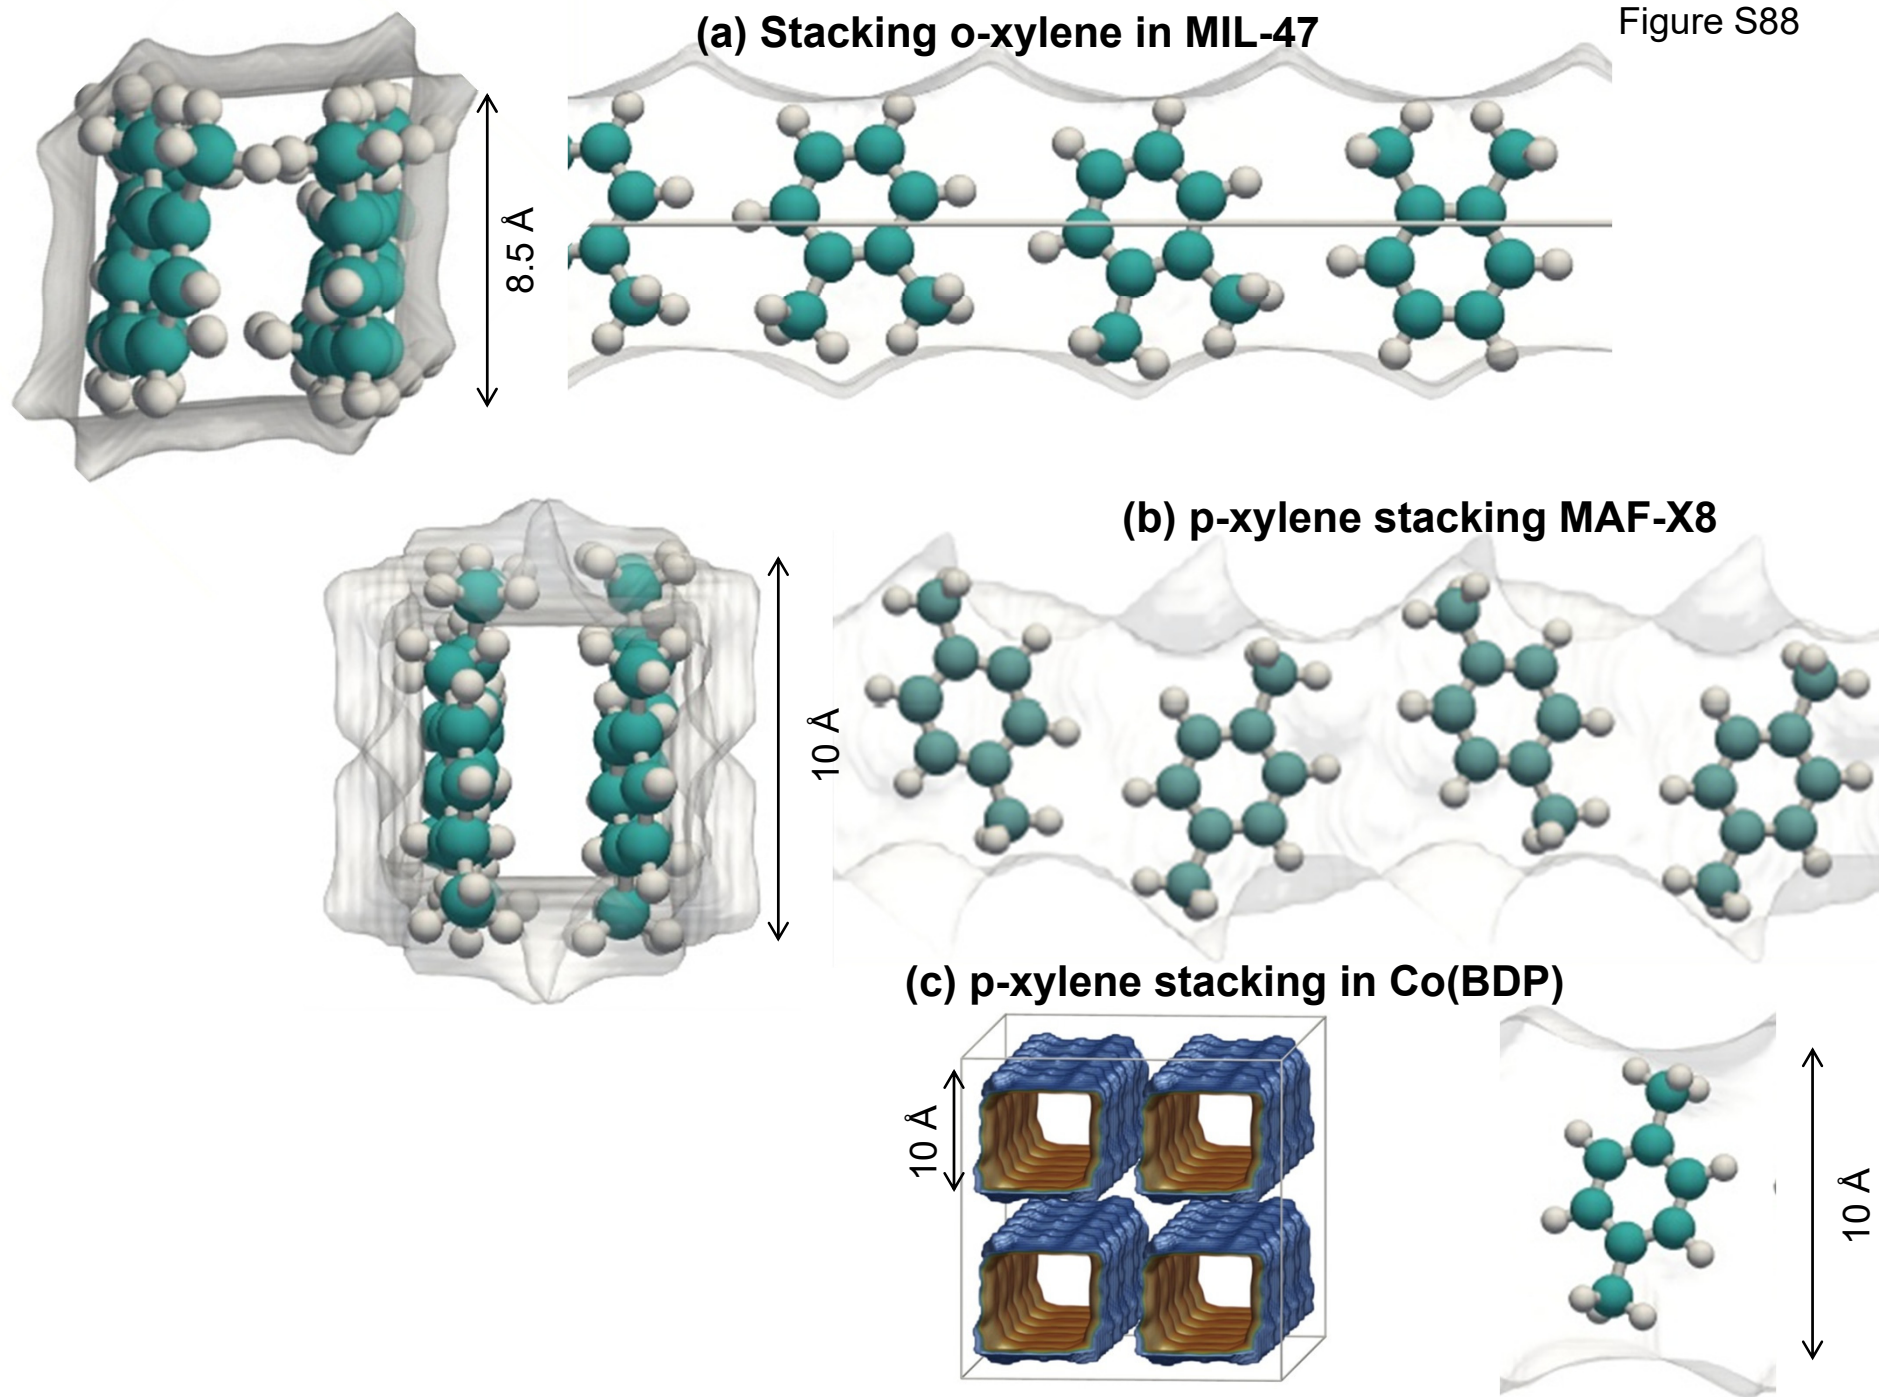 Figure S88
(a) Stacking o-xylene in MIL-47
8.5 Å
(b) p-xylene stacking MAF-X8
10 Å
(c) p-xylene stacking in Co(BDP)
10 Å
10 Å